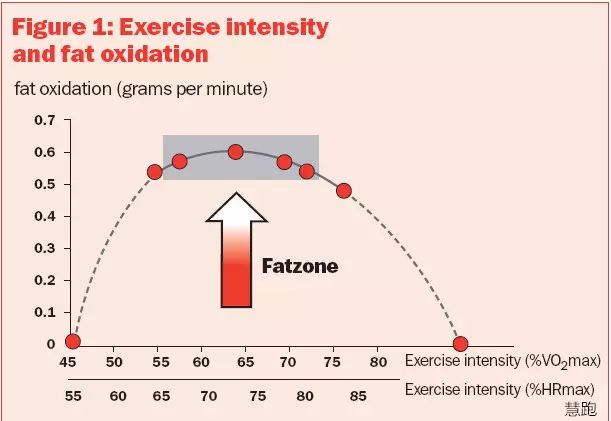 Figure 1: Exercise intensity
and fat oxidation
fat oxidation (grams per minute)
0.7
0.6
0.5
0.4
0.3
0.2
0.1
0
Fatzone
45 50 55 60 65 70 75 80 Exercise intensity (%VO2max)
55 60 65 70 75 80 85 Exercise intensity (%HRmax)
慧跑